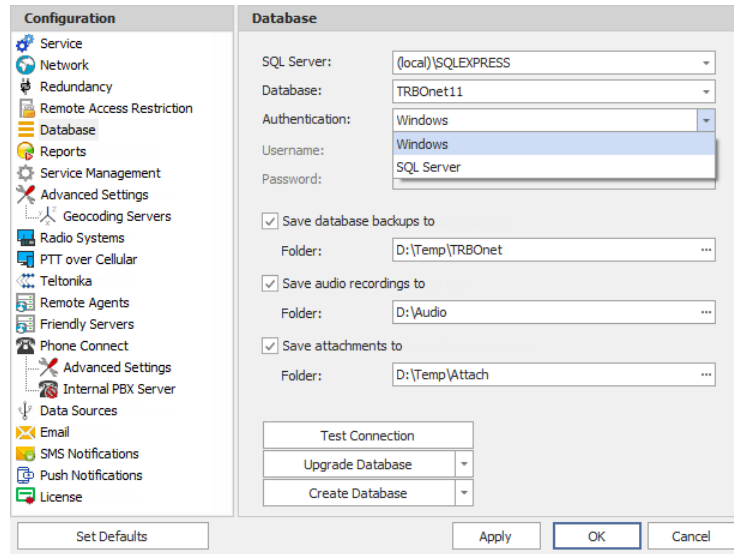 Configuration
Service
Network
Redundancy
Remote Access Restriction
Database
Reports
Service Management
Advanced Settings
Geocoding Servers
Radio Systems
PTT over Cellular
Teltonika
Remote Agents
Friendly Servers
Phone Connect
Advanced Settings
Internal PBX Server
Data Sources
Email
SMS Notifications
Push Notifications
License
Database
SQL Server: (local)\SQLEXPRESS
Database: TRBOnet11
Authentication: Windows
Windows
Username:
SQL Server
Password:
Save database backups to
Folder: D:\Temp\TRBOnet ...
Save audio recordings to
Folder: D:\Audio ...
Save attachments to
Folder: D:\Temp\Attach ...
Test Connection
Upgrade Database
Create Database
Set Defaults Apply OK Cancel